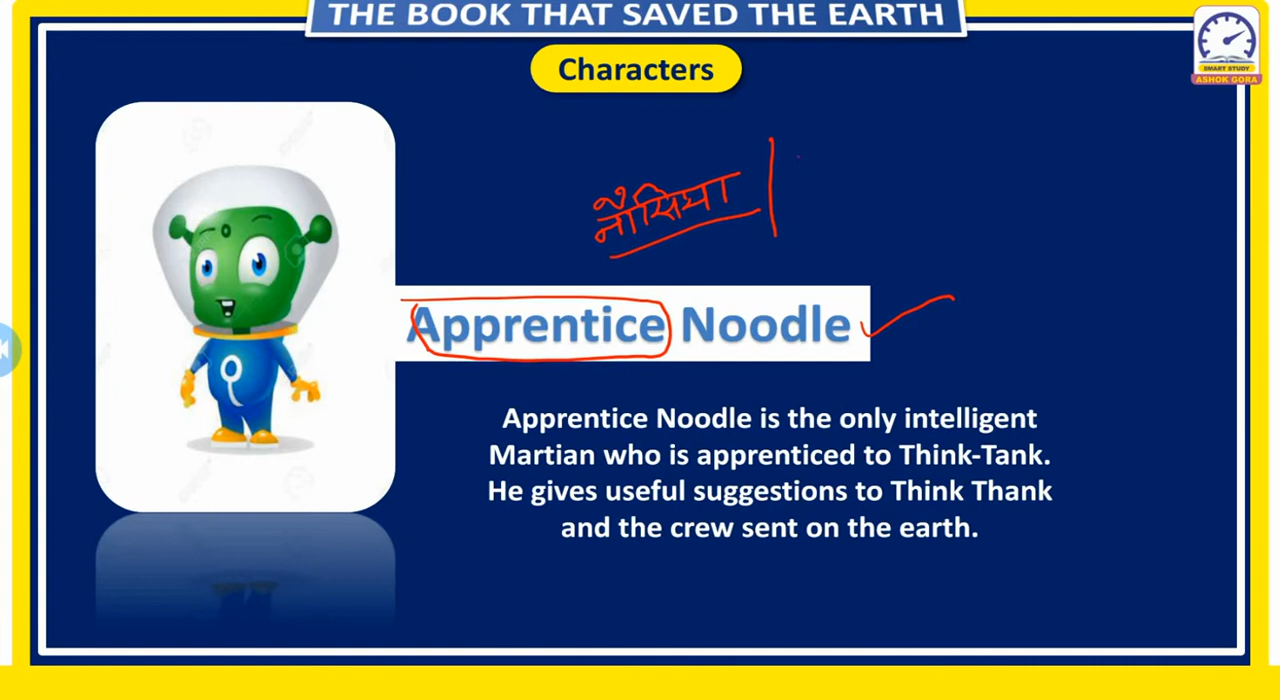 THE BOOK THAT SAVED THE EARTH
Characters
SMART STUDY
ASHOK GORA
नौसिया
Apprentice Noodle
Apprentice Noodle is the only intelligent
Martian who is apprenticed to Think-Tank.
He gives useful suggestions to Think Thank
and the crew sent on the earth.